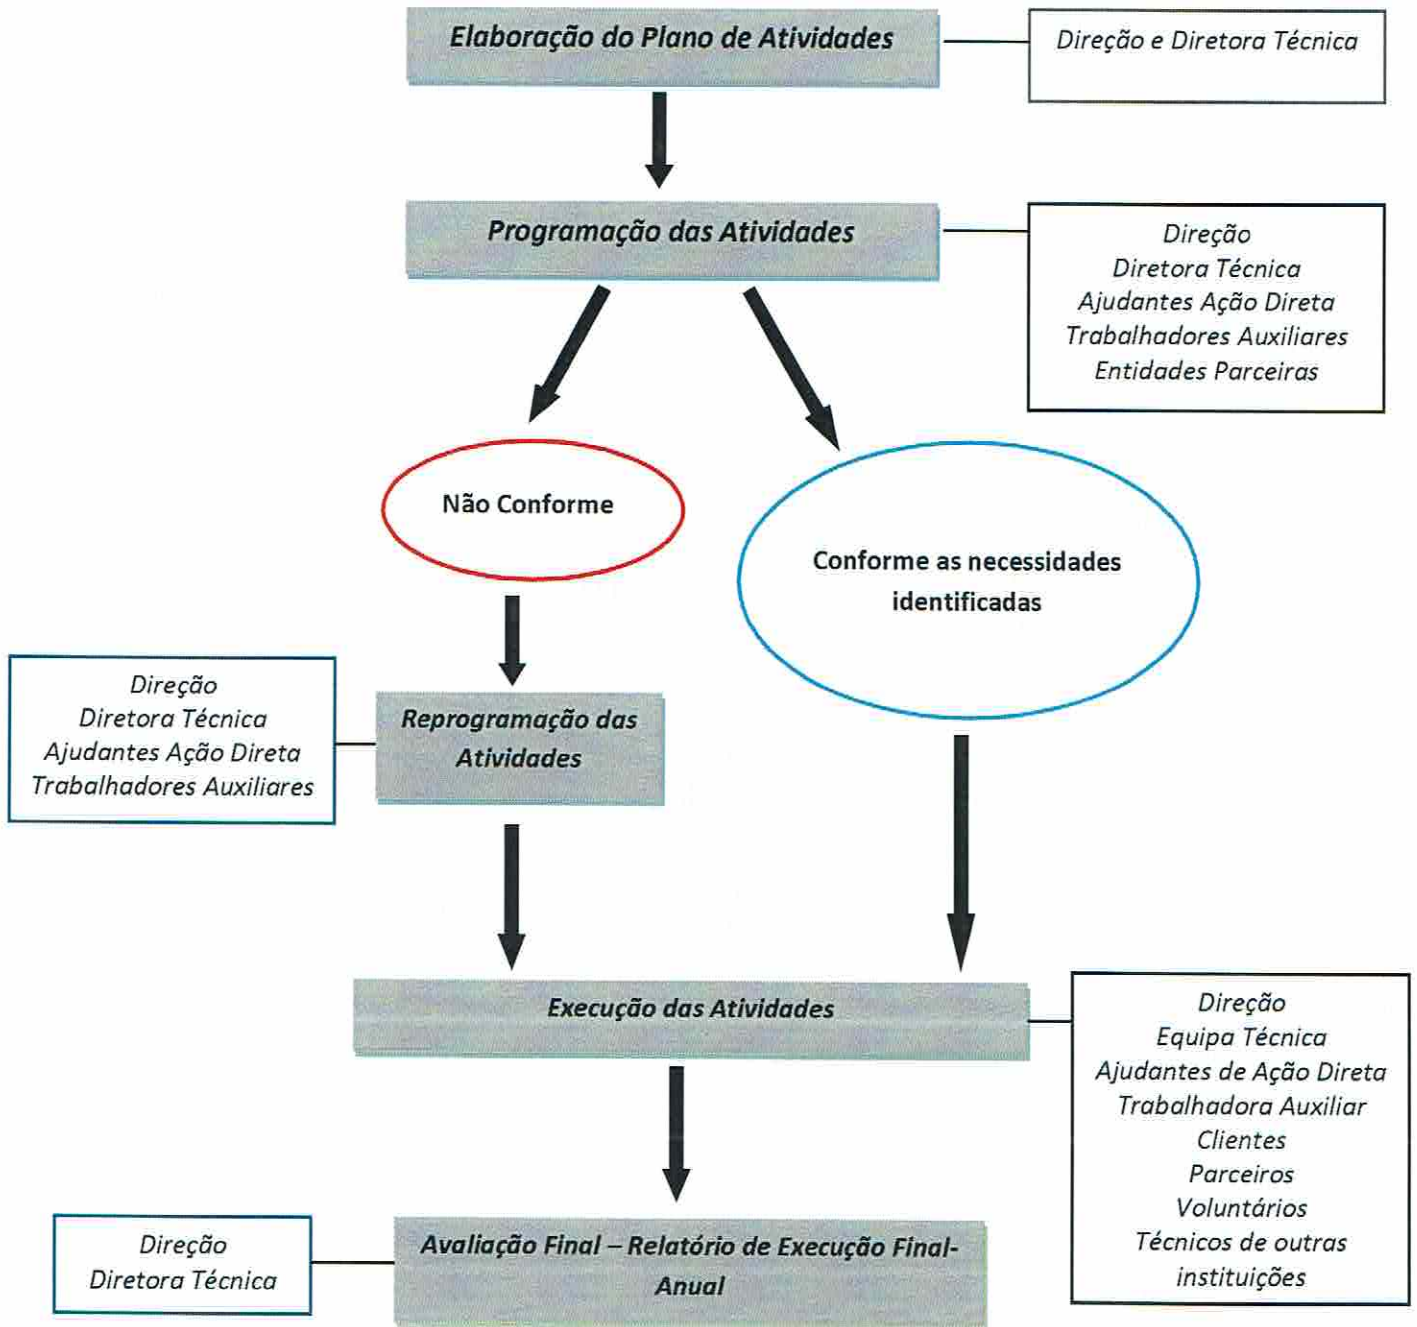 Elaboração do Plano de Atividades
Direção e Diretora Técnica
Programação das Atividades
Direção
Diretora Técnica
Ajudantes Ação Direta
Trabalhadores Auxiliares
Entidades Parceiras
Não Conforme
Conforme as necessidades
identificadas
Direção
Diretora Técnica
Ajudantes Ação Direta
Trabalhadores Auxiliares
Reprogramação das
Atividades
Execução das Atividades
Direção
Equipa Técnica
Ajudantes de Ação Direta
Trabalhadora Auxiliar
Clientes
Parceiros
Voluntários
Técnicos de outras
instituições
Direção
Diretora Técnica
Avaliação Final – Relatório de Execução Final-
Anual